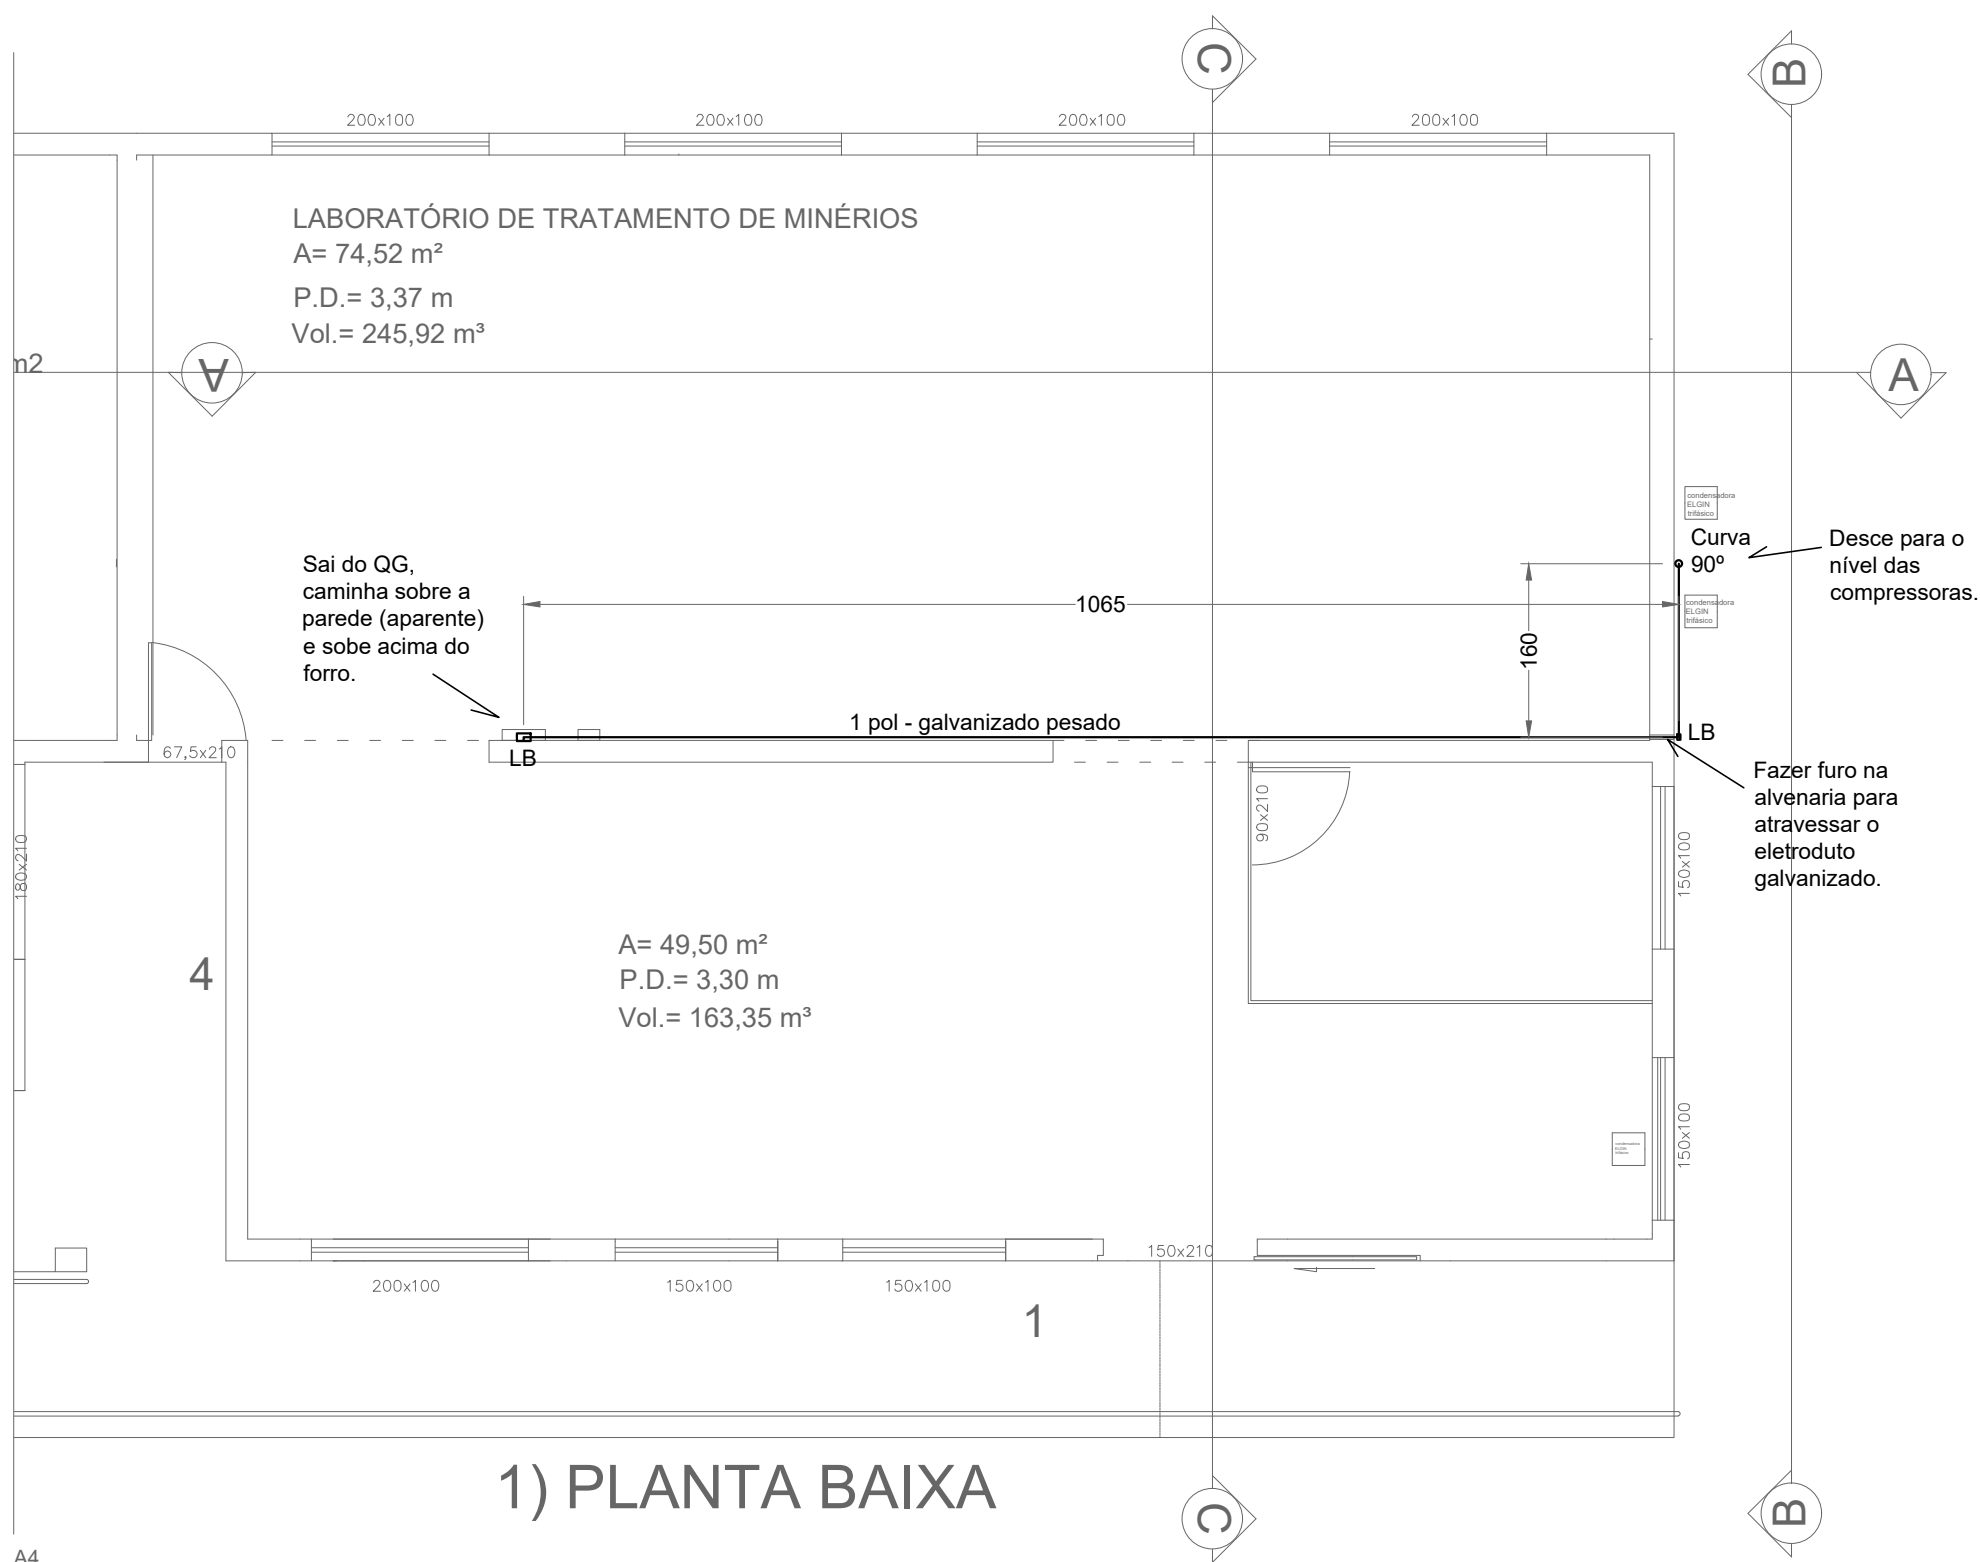 C
B
200x100
200x100
200x100
200x100
LABORATÓRIO DE TRATAMENTO DE MINÉRIOS
A= 74,52 m²
P.D.= 3,37 m
Vol.= 245,92 m³
m2
A
A
condensadora
ELGIN
trifásico
Curva
90º
Desce para o
nível das
compressoras.
Sai do QG,
caminha sobre a
parede (aparente)
e sobe acima do
forro.
1065
condensadora
ELGIN
trifásico
160
1 pol - galvanizado pesado
LB
LB
67,5x210
Fazer furo na
alvenaria para
atravessar o
eletroduto
galvanizado.
90x210
180x210
150x100
A= 49,50 m²
P.D.= 3,30 m
Vol.= 163,35 m³
4
condensadora
ELGIN
trifásico
150x100
150x210
200x100
150x100
150x100
1
1) PLANTA BAIXA
C
B
A4